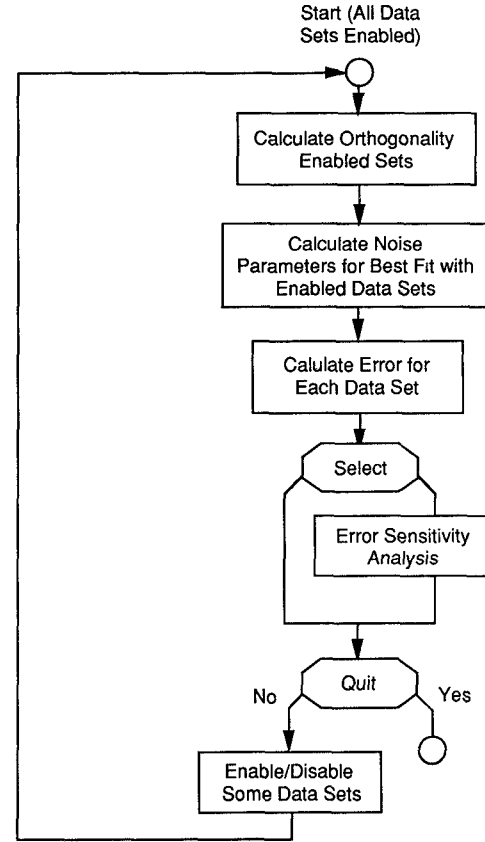 Start (All Data
Sets Enabled)
Calculate Orthogonality
Enabled Sets
Calculate Noise
Parameters for Best Fit with
Enabled Data Sets
Calulate Error for
Each Data Set
Select
Error Sensitivity
Analysis
Quit
No
Yes
Enable/Disable
Some Data Sets